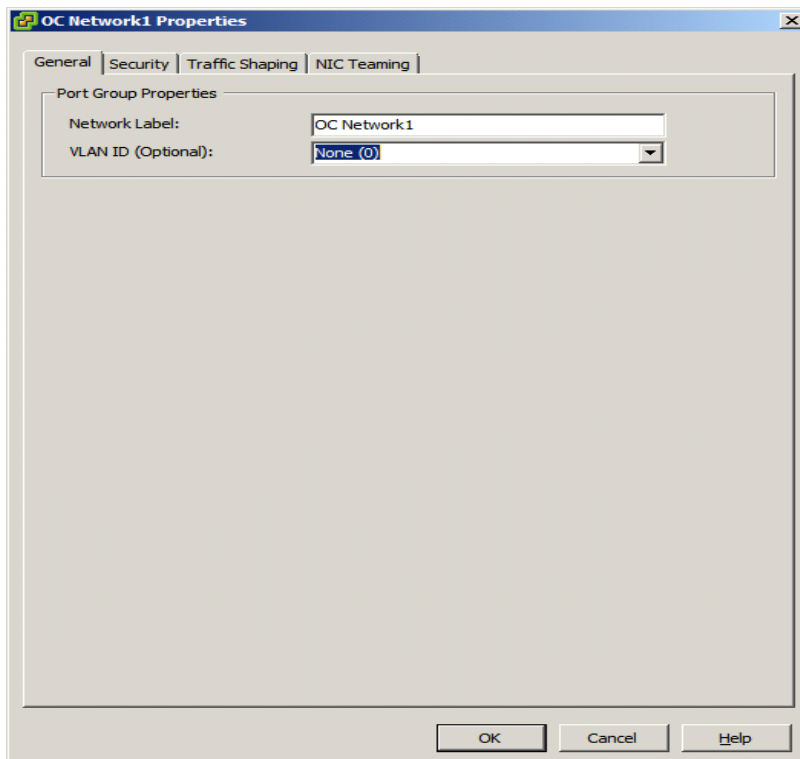 OC Network1 Properties
General Security Traffic Shaping NIC Teaming
Port Group Properties
Network Label: OC Network1
VLAN ID (Optional): None (0)
OK Cancel Help